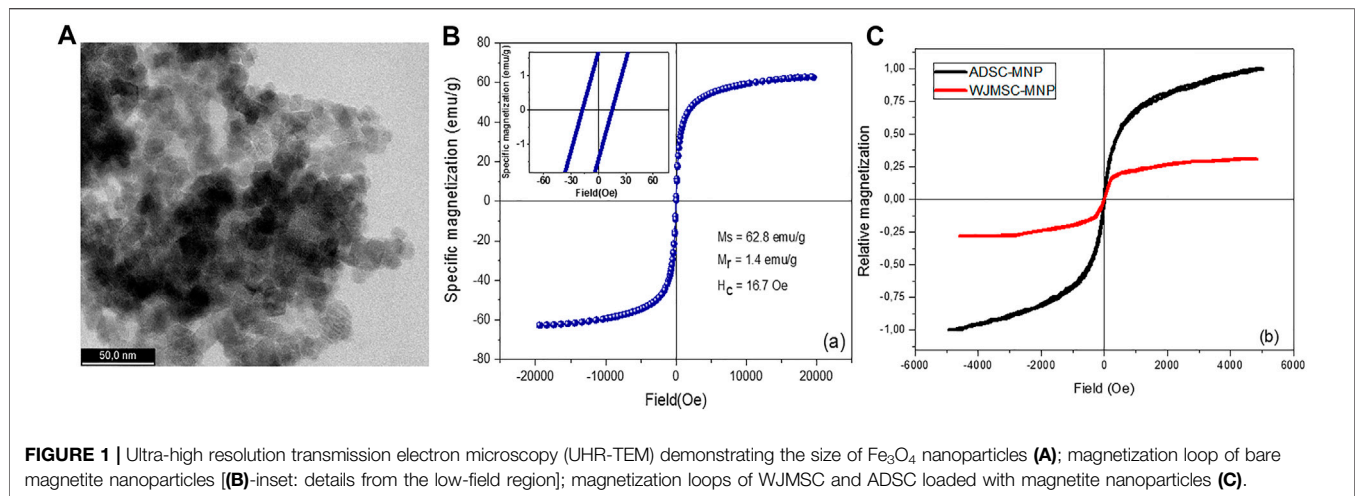 A
50,0 nm
B
Specific magnetization (emu/g)
80
60
40
20
0
-20
-40
-60
-80
-20000 -10000 0 10000 20000
Field(Oe)
Specific magnetization (emu/g)
1
0
-1
-60 -30 0 30 60
Field(Oe)
Ms = 62.8 emu/g
Mr = 1.4 emu/g
Hc = 16.7 Oe
(a)
C
Relative magnetization
1,00
0,75
0,50
0,25
0,00
-0,25
-0,50
-0,75
-1,00
-6000 -4000 -2000 0 2000 4000 6000
Field (Oe)
ADSC-MNP
WJMSC-MNP
(b)
FIGURE 1 | Ultra-high resolution transmission electron microscopy (UHR-TEM) demonstrating the size of Fe₃O₄ nanoparticles (A); magnetization loop of bare
magnetite nanoparticles [(B)-inset: details from the low-field region]; magnetization loops of WJMSC and ADSC loaded with magnetite nanoparticles (C).